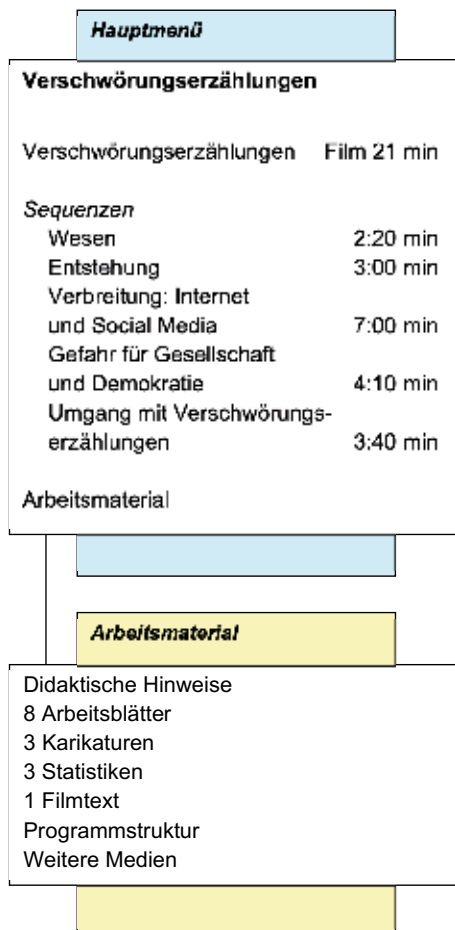 Hauptmenü
Verschwörungserzählungen
Verschwörungserzählungen Film 21 min
Sequenzen
Wesen 2:20 min
Entstehung 3:00 min
Verbreitung: Internet
und Social Media 7:00 min
Gefahr für Gesellschaft
und Demokratie 4:10 min
Umgang mit Verschwörungs-
erzählungen 3:40 min
Arbeitsmaterial
Arbeitsmaterial
Didaktische Hinweise
8 Arbeitsblätter
3 Karikaturen
3 Statistiken
1 Filmtext
Programmstruktur
Weitere Medien